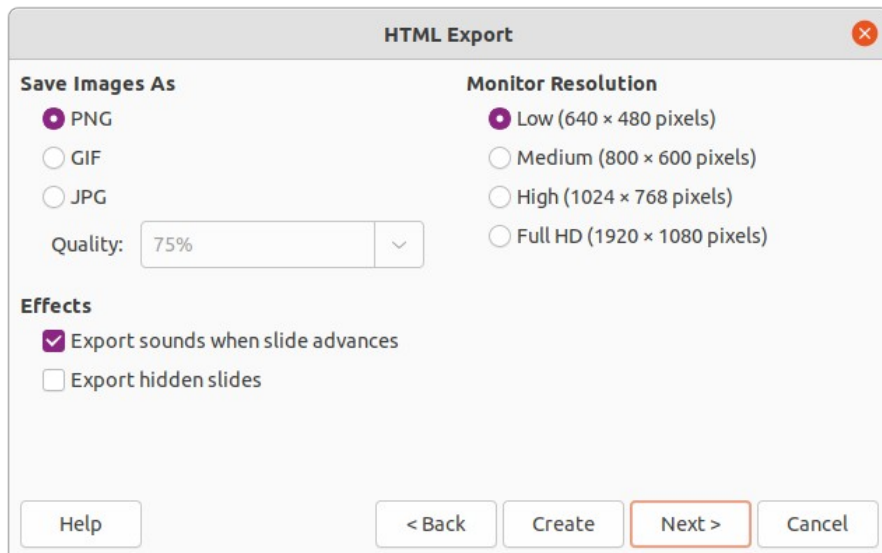 HTML Export
Save Images As
PNG
GIF
JPG
Quality: 75%
Monitor Resolution
Low (640 × 480 pixels)
Medium (800 × 600 pixels)
High (1024 × 768 pixels)
Full HD (1920 × 1080 pixels)
Effects
Export sounds when slide advances
Export hidden slides
Help < Back Create Next > Cancel